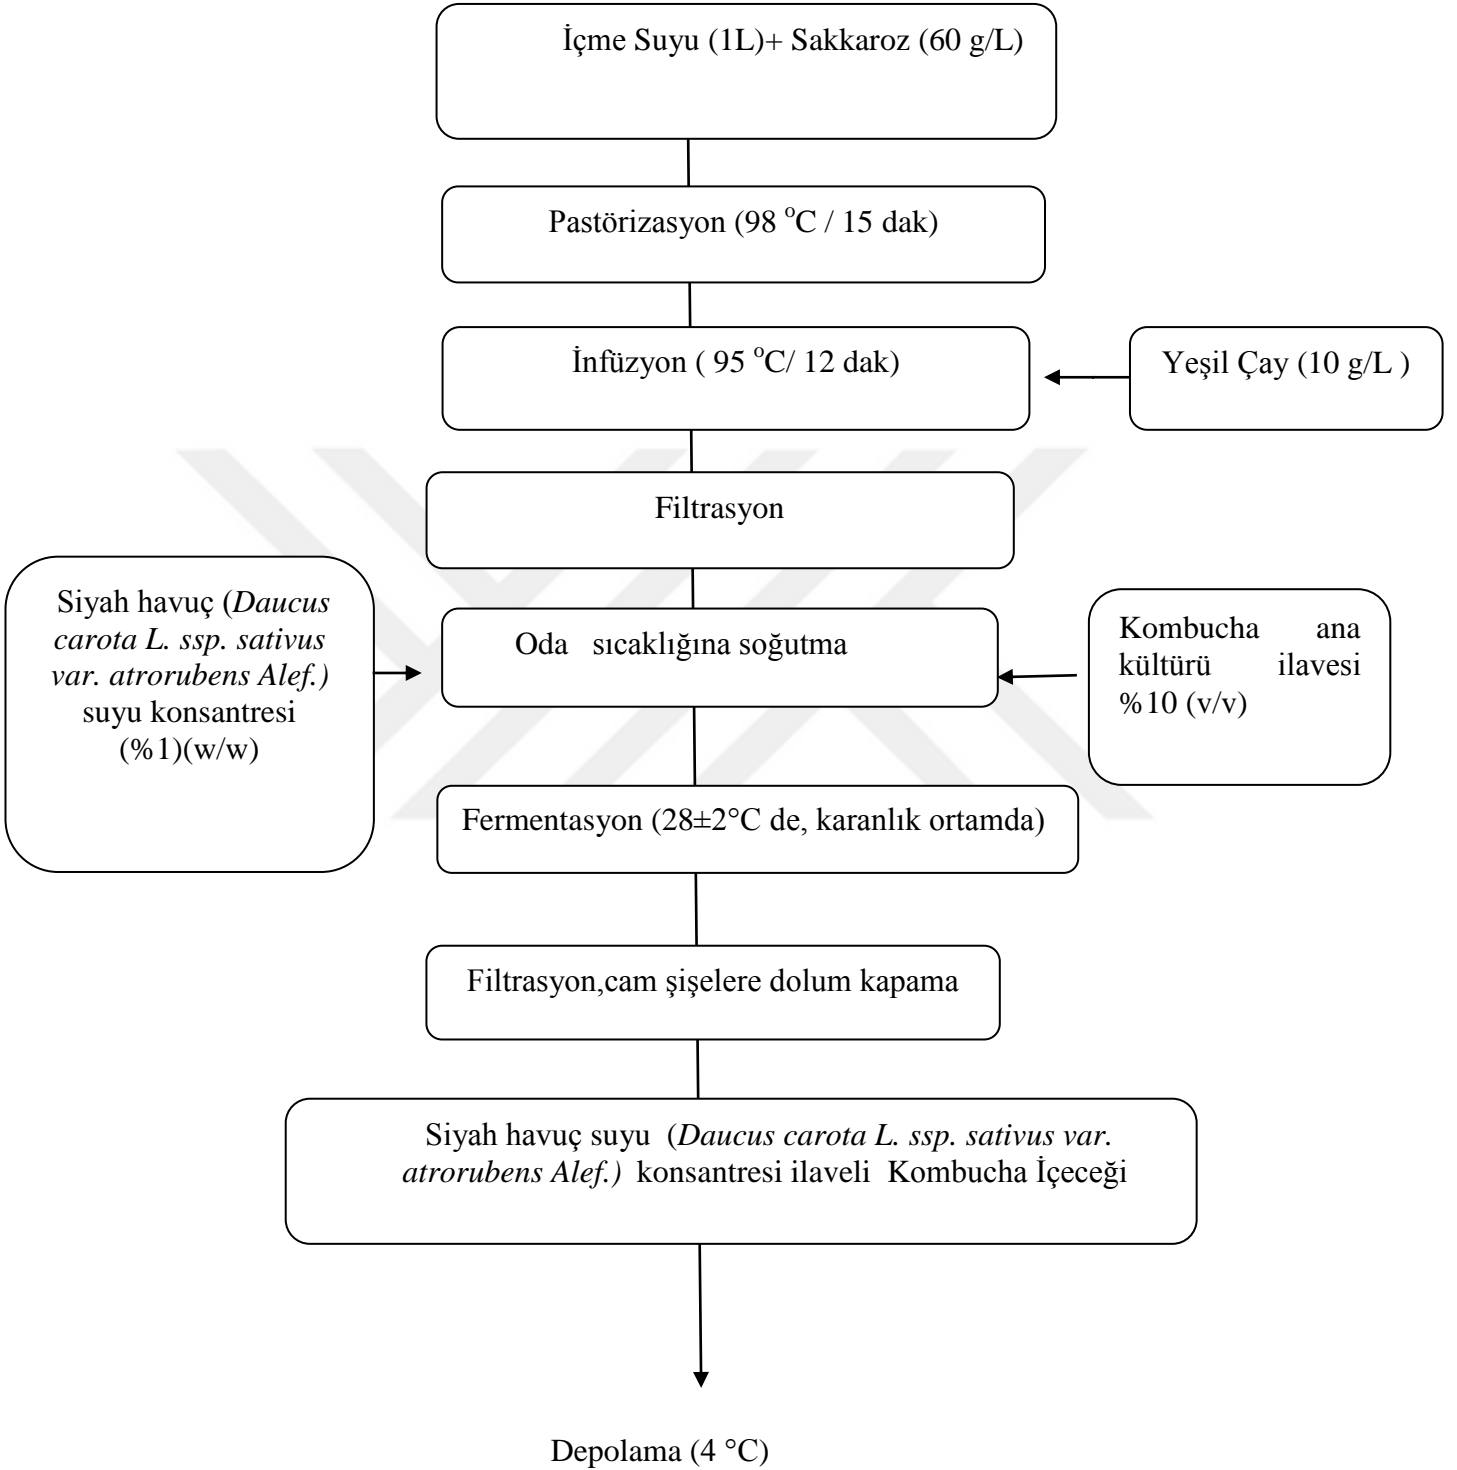 İçme Suyu (1L)+ Sakkaroz (60 g/L)
Pastörizasyon (98 °C / 15 dak)
İnfüzyon ( 95 °C/ 12 dak)
Yeşil Çay (10 g/L )
Filtrasyon
Siyah havuç (Daucus
carota L. ssp. sativus
var. atrorubens Alef.)
suyu konsantresi
(%1)(w/w)
Oda sıcaklığına soğutma
Kombucha ana
kültürü ilavesi
%10 (v/v)
Fermentasyon (28±2°C de, karanlık ortamda)
Filtrasyon,cam şişelere dolum kapama
Siyah havuç suyu (Daucus carota L. ssp. sativus var.
atrorubens Alef.) konsantresi ilaveli Kombucha İçeceği
Depolama (4 °C)